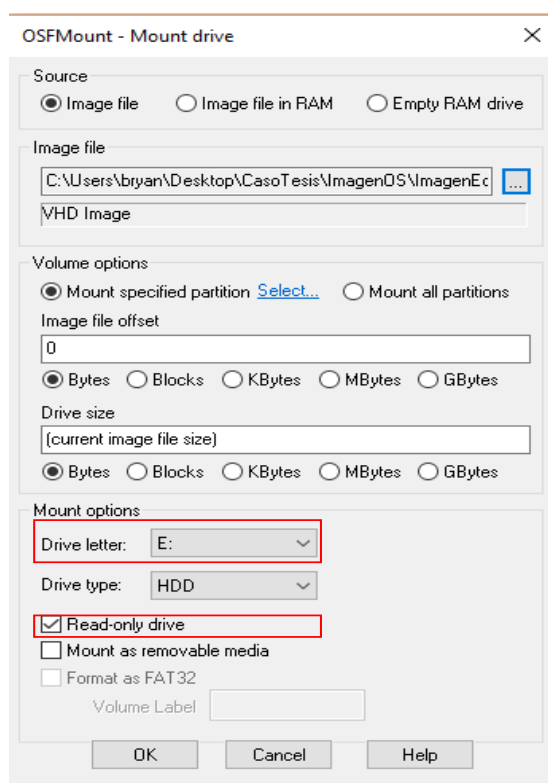 OSFMount - Mount drive
Source
Image file Image file in RAM Empty RAM drive
Image file
C:\Users\bryan\Desktop\CasoTesis\ImagenOS\ImagenEc ...
VHD Image
Volume options
Mount specified partition Select... Mount all partitions
Image file offset
0
Bytes Blocks KBytes MBytes GBytes
Drive size
(current image file size)
Bytes Blocks KBytes MBytes GBytes
Mount options
Drive letter: E:
Drive type: HDD
Read-only drive
Mount as removable media
Format as FAT32
Volume Label
OK Cancel Help